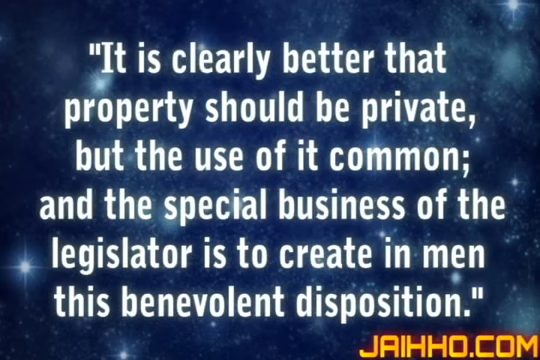 "It is clearly better that
property should be private,
but the use of it common;
and the special business of the
legislator is to create in men
this benevolent disposition."
JAIHHO.COM